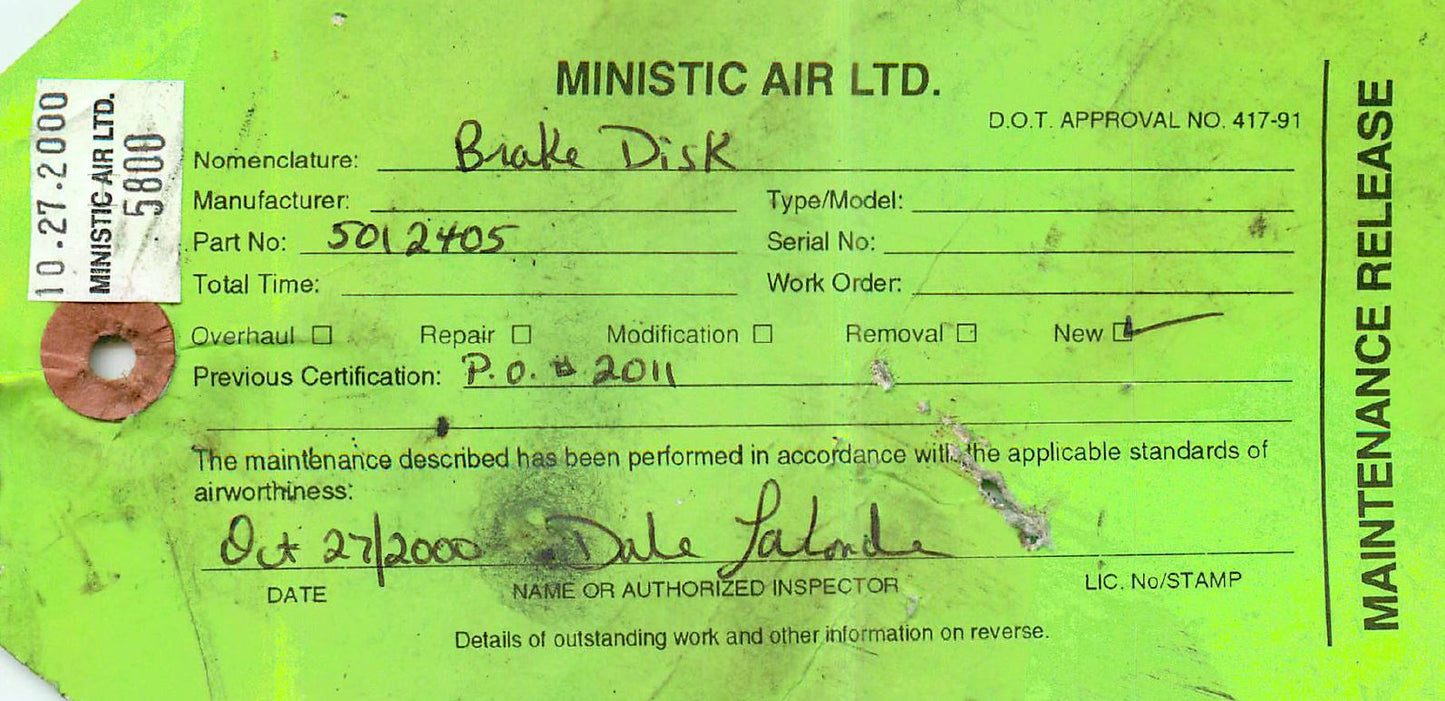 MINISTIC AIR LTD.
D.O.T. APPROVAL NO. 417-91
10.27.2000
MINISTIC AIR LTD.
5800
Nomenclature: Brake Disk
Manufacturer: Type/Model:
Part No: 5012405 Serial No:
Total Time: Work Order:
Overhaul ☐ Repair ☐ Modification ☐ Removal ☐ New ☑
Previous Certification: P.O. # 2011
The maintenance described has been performed in accordance with the applicable standards of
airworthiness:
Oct 27/2000 Dale Lalonde
DATE NAME OR AUTHORIZED INSPECTOR LIC. No/STAMP
Details of outstanding work and other information on reverse.
MAINTENANCE RELEASE